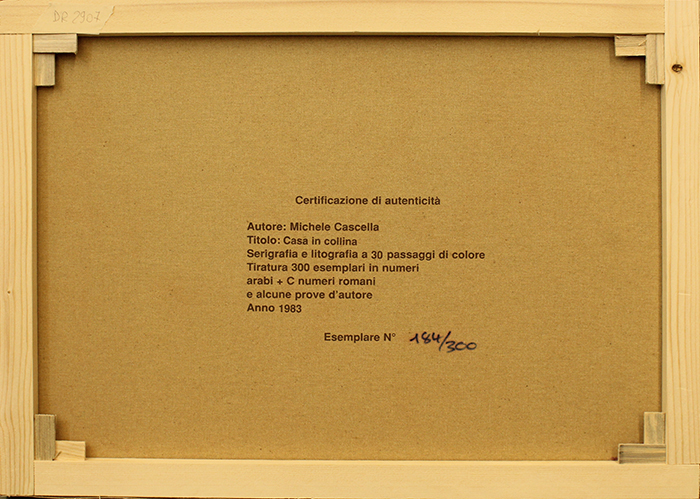 DR 2907
Certificazione di autenticità
Autore: Michele Cascella
Titolo: Casa in collina
Serigrafia e litografia a 30 passaggi di colore
Tiratura 300 esemplari in numeri
arabi + C numeri romani
e alcune prove d'autore
Anno 1983
Esemplare N° 184/300